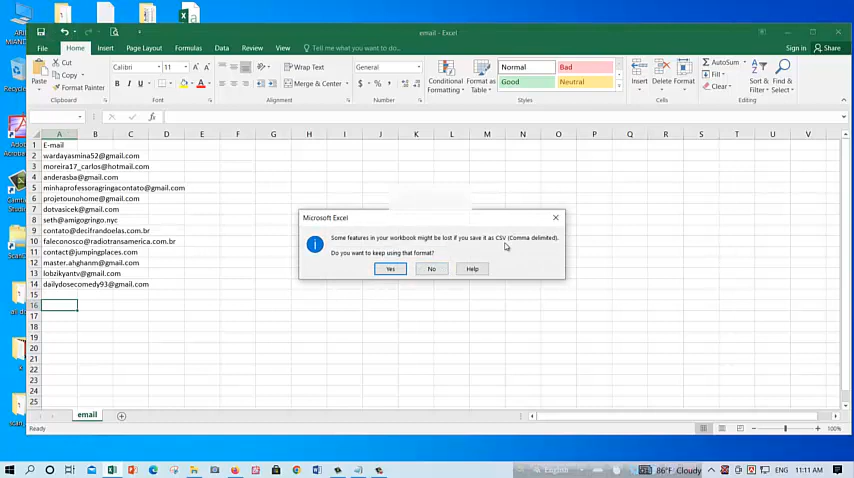 email - Excel
Sign in
Share
File
Home
Insert
Page Layout
Formulas
Data
Review
View
Tell me what you want to do...
Cut
Copy
Format Painter
Paste
Clipboard
Calibri
11
Font
Wrap Text
Merge & Center
Alignment
General
Number
Conditional Formatting
Format as Table
Normal
Bad
Good
Neutral
Styles
Insert
Delete
Format
Cells
AutoSum
Fill
Clear
Sort & Filter
Find & Select
Editing
A B C D E F G H I J K L M N O P Q R S T U V
1 E-mail
2 wardayasmina52@gmail.com
3 moreira17_carlos@hotmail.com
4 anderasba@gmail.com
5 minhaprofessoragringacontato@gmail.com
6 projetounohome@gmail.com
7 dotvasicek@gmail.com
8 seth@amigogringo.nyc
9 contato@decifrandoelas.com.br
10 faleconosco@radiotransamerica.com.br
11 contact@jumpingplaces.com
12 master.ahghanm@gmail.com
13 lobzikyantv@gmail.com
14 dailydosecomedy93@gmail.com
15
16
17
18
19
20
21
22
23
24
25
Microsoft Excel
Some features in your workbook might be lost if you save it as CSV (Comma delimited).
Do you want to keep using that format?
Yes
No
Help
email
Ready
100%
English
86°F Cloudy
ENG
11:11 AM